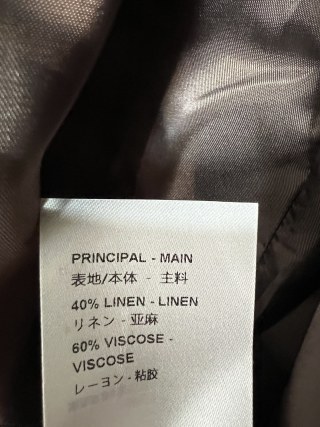 PRINCIPAL - MAIN
表地/本体 - 主料
40% LINEN - LINEN
リネン - 亚麻
60% VISCOSE -
VISCOSE
レーヨン - 粘胶